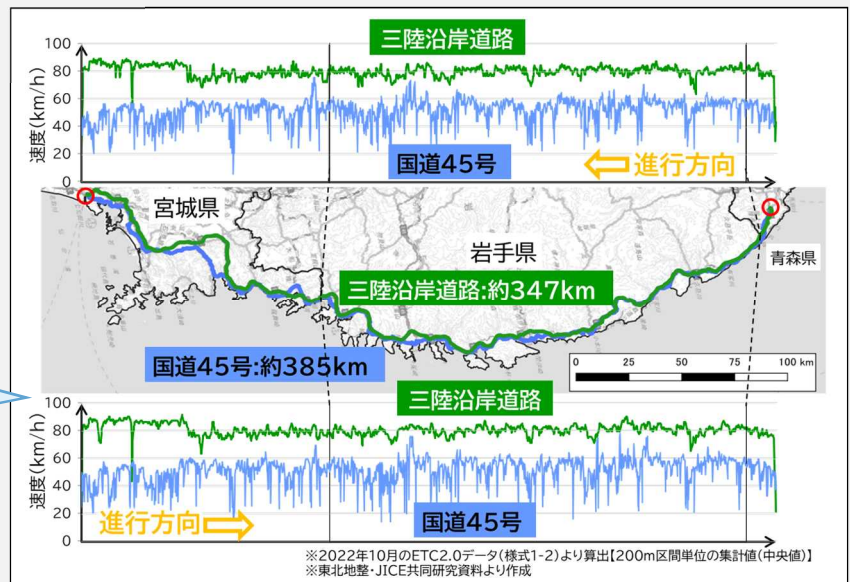 三陸沿岸道路
100
80
60
40
20
0
速度(km/h)
国道45号
進行方向
宮城県
岩手県
青森県
三陸沿岸道路:約347km
国道45号:約385km
0 25 50 75 100 km
三陸沿岸道路
100
80
60
40
20
0
速度(km/h)
進行方向
国道45号
※2022年10月のETC2.0データ(様式1-2)より算出【200m区間単位の集計値(中央値)】
※東北地整・JICE共同研究資料より作成